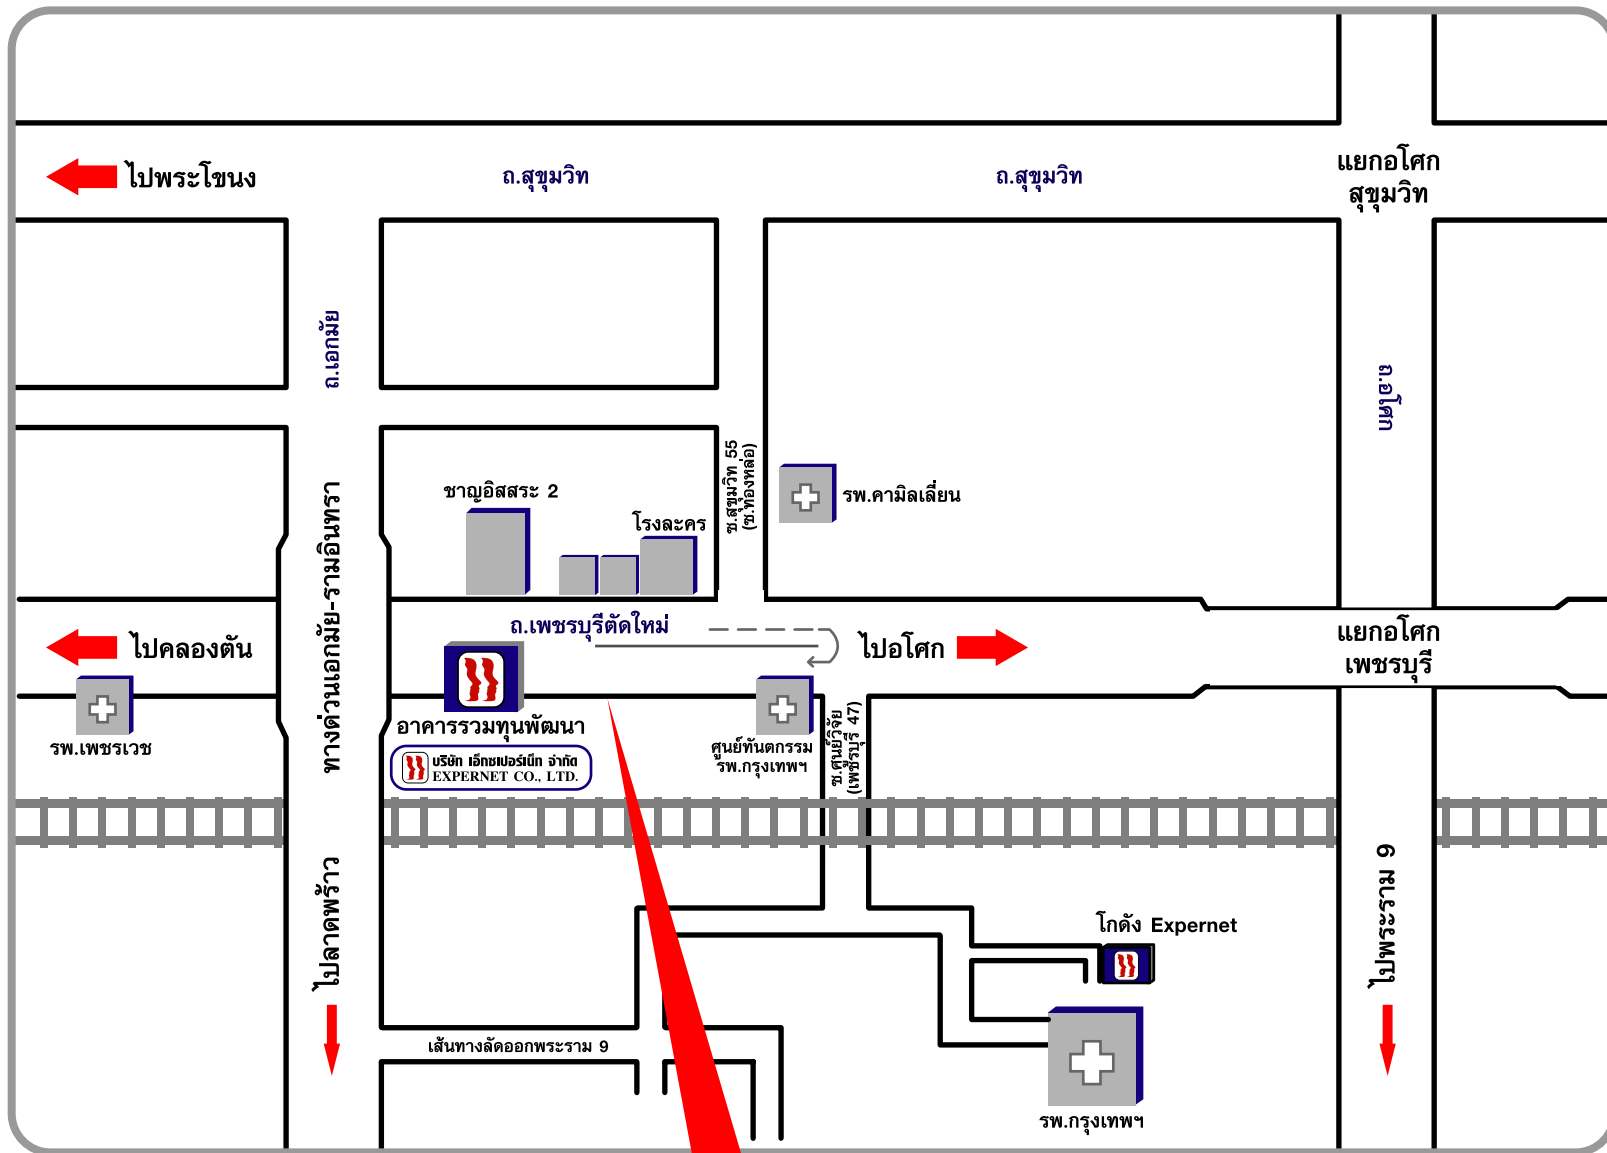 ไปพระโขนง
ถ.สุขุมวิท
ถ.สุขุมวิท
แยกอโศก
สุขุมวิท
ถ.เอกมัย
ถ.อโศก
ซ.สุขุมวิท 55
(ซ.ทองหล่อ)
ชาญอิสสระ 2
โรงละคร
รพ.คามิลเลี่ยน
ทางด่วนเอกมัย-รามอินทรา
ถ.เพชรบุรีตัดใหม่
ไปคลองตัน
ไปอโศก
แยกอโศก
เพชรบุรี
รพ.เพชรเวช
อาคารรวมทุนพัฒนา
บริษัท เอ็กซเปอร์เน็ท จำกัด
EXPERNET CO., LTD.
ศูนย์ทันตกรรม
รพ.กรุงเทพฯ
ซ.ศูนย์วิจัย
(เพชรบุรี 47)
ไปลาดพร้าว
ไปพระราม 9
โกดัง Expernet
เส้นทางลัดออกพระราม 9
รพ.กรุงเทพฯ